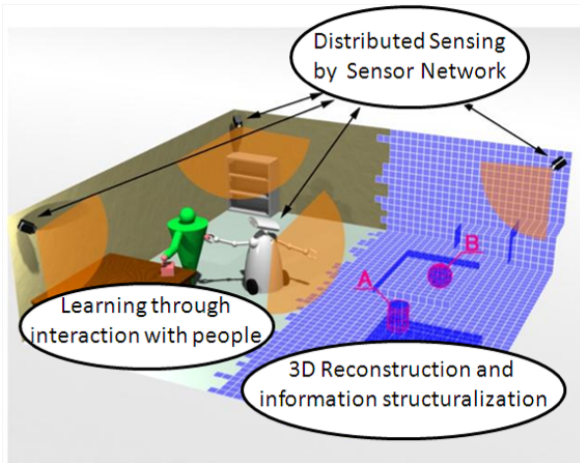 Distributed Sensing
by Sensor Network
B
A
Learning through
interaction with people
3D Reconstruction and
information structuralization